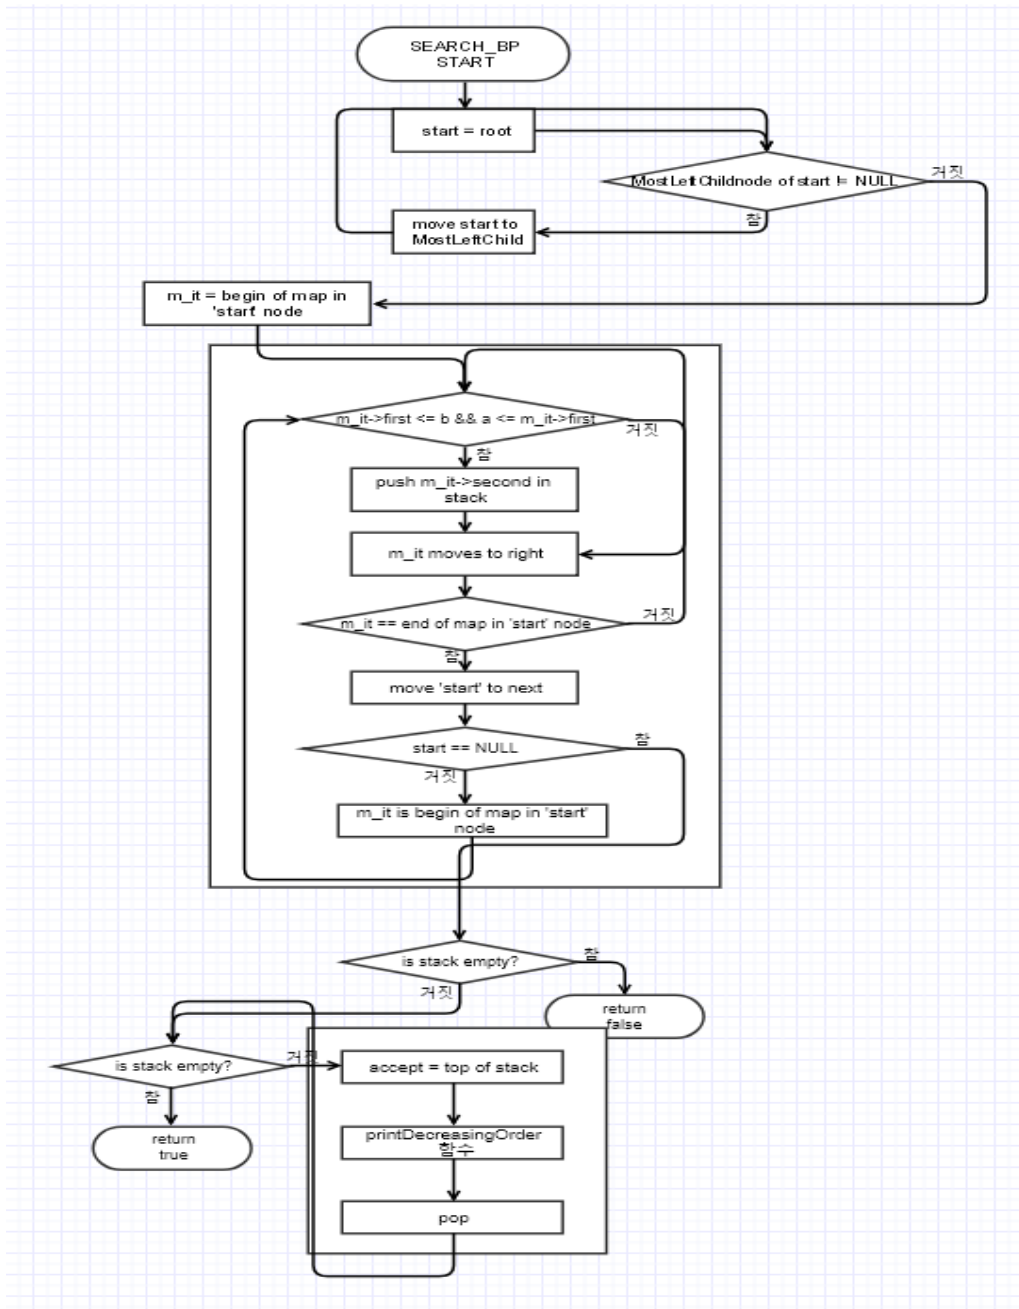 SEARCH_BP
START
start = root
MostLeftChildnode of start != NULL
거짓
참
move start to
MostLeftChild
m_it = begin of map in
'start' node
m_it->first <= b && a <= m_it->first
거짓
참
push m_it->second in
stack
m_it moves to right
m_it == end of map in 'start' node
거짓
참
move 'start' to next
start == NULL
참
거짓
m_it is begin of map in 'start'
node
is stack empty?
참
거짓
return
false
is stack empty?
거짓
참
return
true
accept = top of stack
printDecreasingOrder
함수
pop